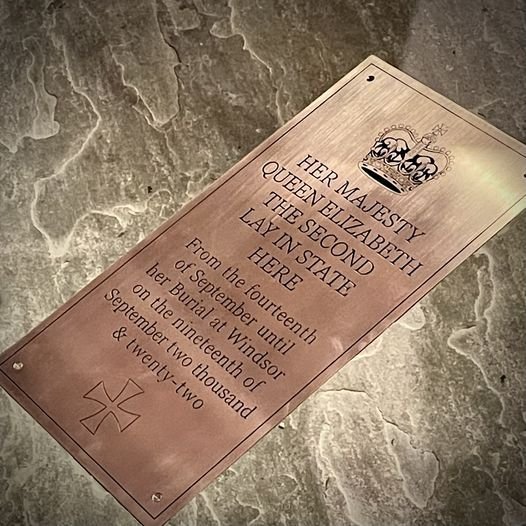 HER MAJESTY
QUEEN ELIZABETH
THE SECOND
LAY IN STATE
HERE
From the fourteenth
of September until
her Burial at Windsor
on the nineteenth of
September two thousand
& twenty-two